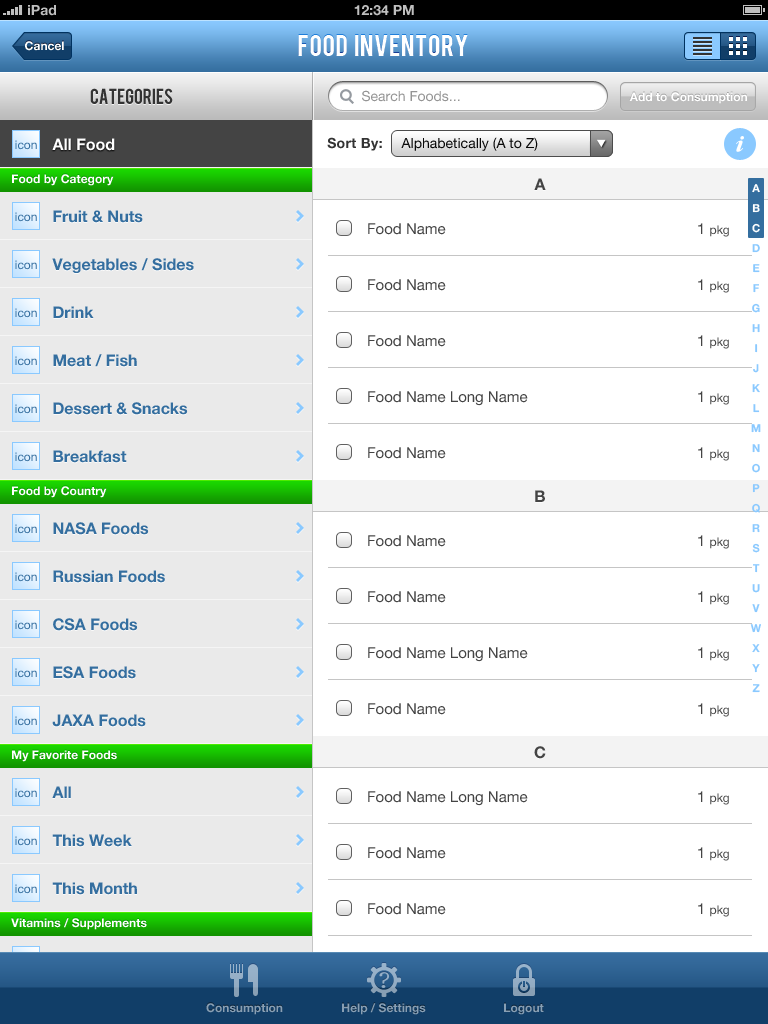 iPad 12:34 PM
Cancel FOOD INVENTORY
CATEGORIES
Search Foods... Add to Consumption
icon All Food
Sort By: Alphabetically (A to Z) i
Food by Category
icon Fruit & Nuts
icon Vegetables / Sides
icon Drink
icon Meat / Fish
icon Dessert & Snacks
icon Breakfast
Food by Country
icon NASA Foods
icon Russian Foods
icon CSA Foods
icon ESA Foods
icon JAXA Foods
My Favorite Foods
icon All
icon This Week
icon This Month
Vitamins / Supplements
A
Food Name 1 pkg
Food Name 1 pkg
Food Name 1 pkg
Food Name Long Name 1 pkg
Food Name 1 pkg
B
Food Name 1 pkg
Food Name 1 pkg
Food Name Long Name 1 pkg
Food Name 1 pkg
C
Food Name Long Name 1 pkg
Food Name 1 pkg
Food Name 1 pkg
A
B
C
D
E
F
G
H
I
J
K
L
M
N
O
P
Q
R
S
T
U
V
W
X
Y
Z
?
Consumption Help / Settings Logout